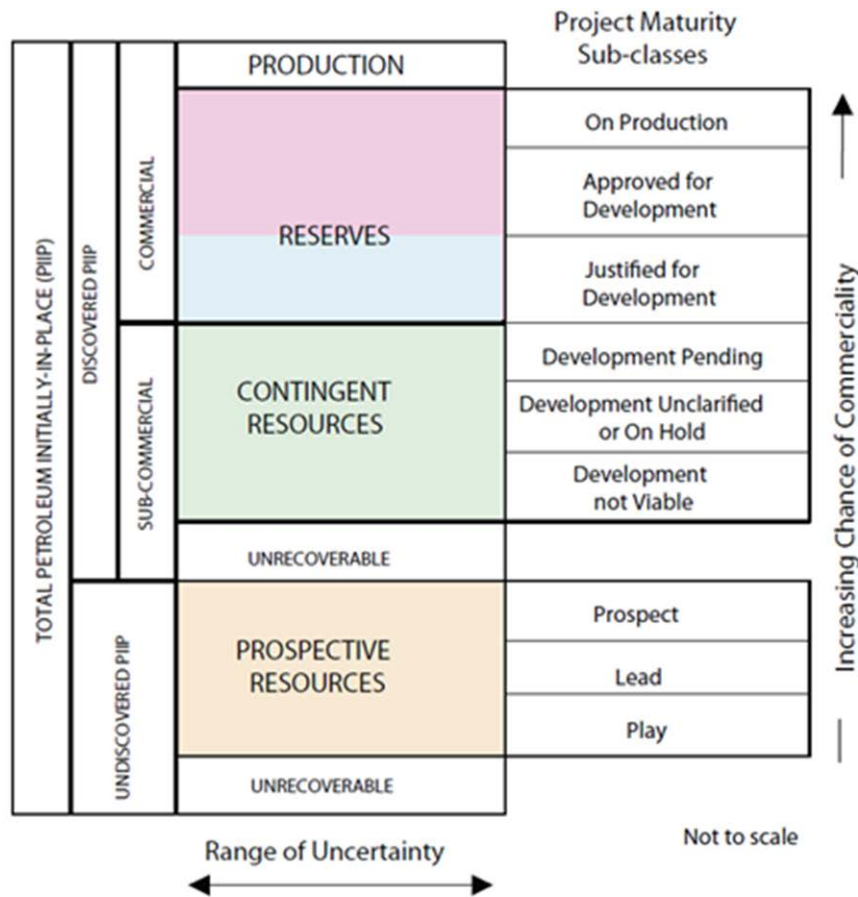 Project Maturity
Sub-classes
PRODUCTION
On Production
Approved for
Development
RESERVES
Justified for
Development
Development Pending
CONTINGENT
RESOURCES
Development Unclarified
or On Hold
Development
not Viable
UNRECOVERABLE
Prospect
PROSPECTIVE
RESOURCES
Lead
Play
UNRECOVERABLE
TOTAL PETROLEUM INITIALLY-IN-PLACE (PIIP)
DISCOVERED PIIP
COMMERCIAL
SUB-COMMERCIAL
UNDISCOVERED PIIP
Increasing Chance of Commerciality
Range of Uncertainty
Not to scale